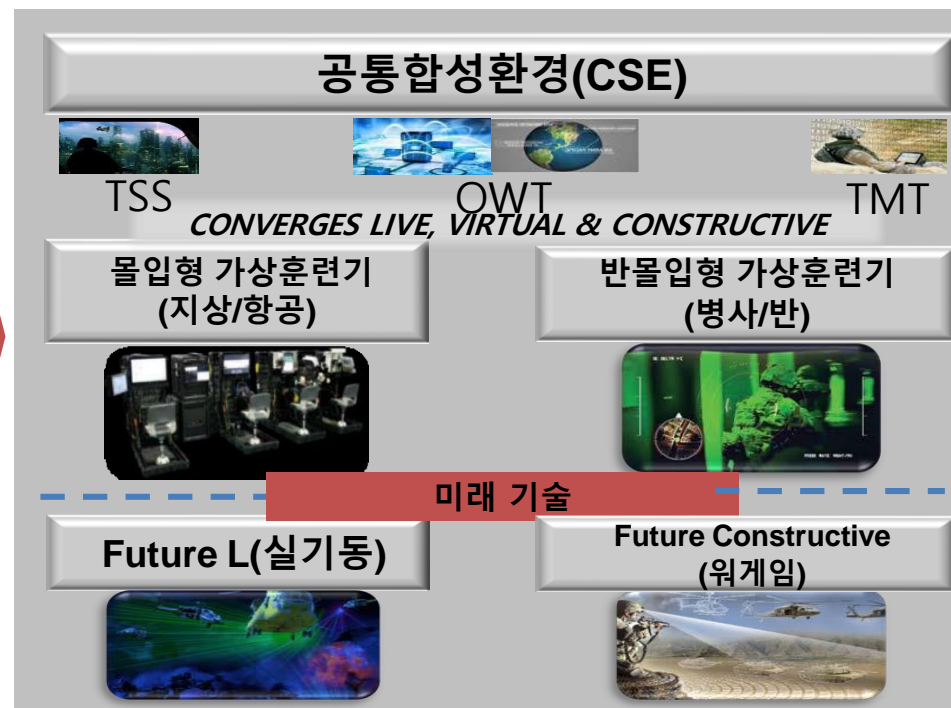 공통합성환경(CSE)
TSS
OWT
TMT
CONVERGES LIVE, VIRTUAL & CONSTRUCTIVE
몰입형 가상훈련기
(지상/항공)
반몰입형 가상훈련기
(병사/반)
미래 기술
Future L(실기동)
Future Constructive
(워게임)